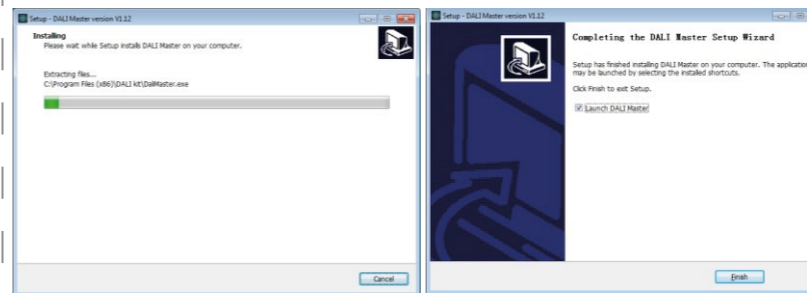 Setup - DALI Master version V1.12
Installing
Please wait while Setup installs DALI Master on your computer.
Extracting files...
C:\Program Files (x86)\DALI kit\DaliMaster.exe
Cancel
Setup - DALI Master version V1.12
Completing the DALI Master Setup Wizard
Setup has finished installing DALI Master on your computer. The application
may be launched by selecting the installed shortcuts.
Click Finish to exit Setup.
Launch DALI Master
Finish